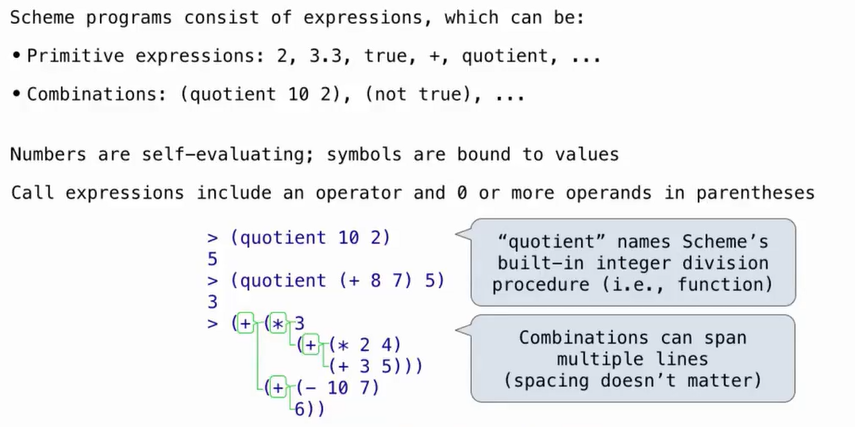 Scheme programs consist of expressions, which can be:
• Primitive expressions: 2, 3.3, true, +, quotient, ...
• Combinations: (quotient 10 2), (not true), ...
Numbers are self-evaluating; symbols are bound to values
Call expressions include an operator and 0 or more operands in parentheses
> (quotient 10 2)
5
> (quotient (+ 8 7) 5)
3
> (+ (* 3
(+ (* 2 4)
(+ 3 5)))
(+ (- 10 7)
6))
“quotient” names Scheme’s
built-in integer division
procedure (i.e., function)
Combinations can span
multiple lines
(spacing doesn’t matter)